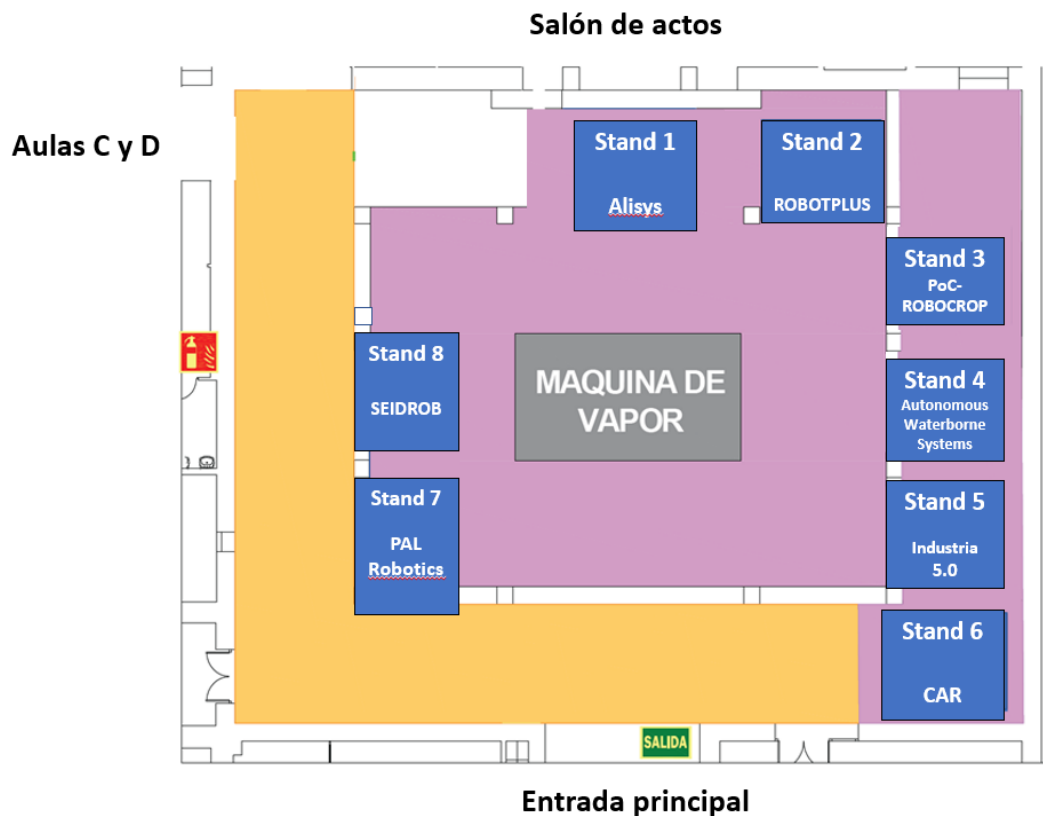 Salón de actos
Aulas C y D
Stand 1
Alisys
Stand 2
ROBOTPLUS
Stand 3
PoC-
ROBOCROP
Stand 8
SEIDROB
MAQUINA DE
VAPOR
Stand 4
Autonomous
Waterborne
Systems
Stand 7
PAL
Robotics
Stand 5
Industria
5.0
Stand 6
CAR
SALIDA
Entrada principal